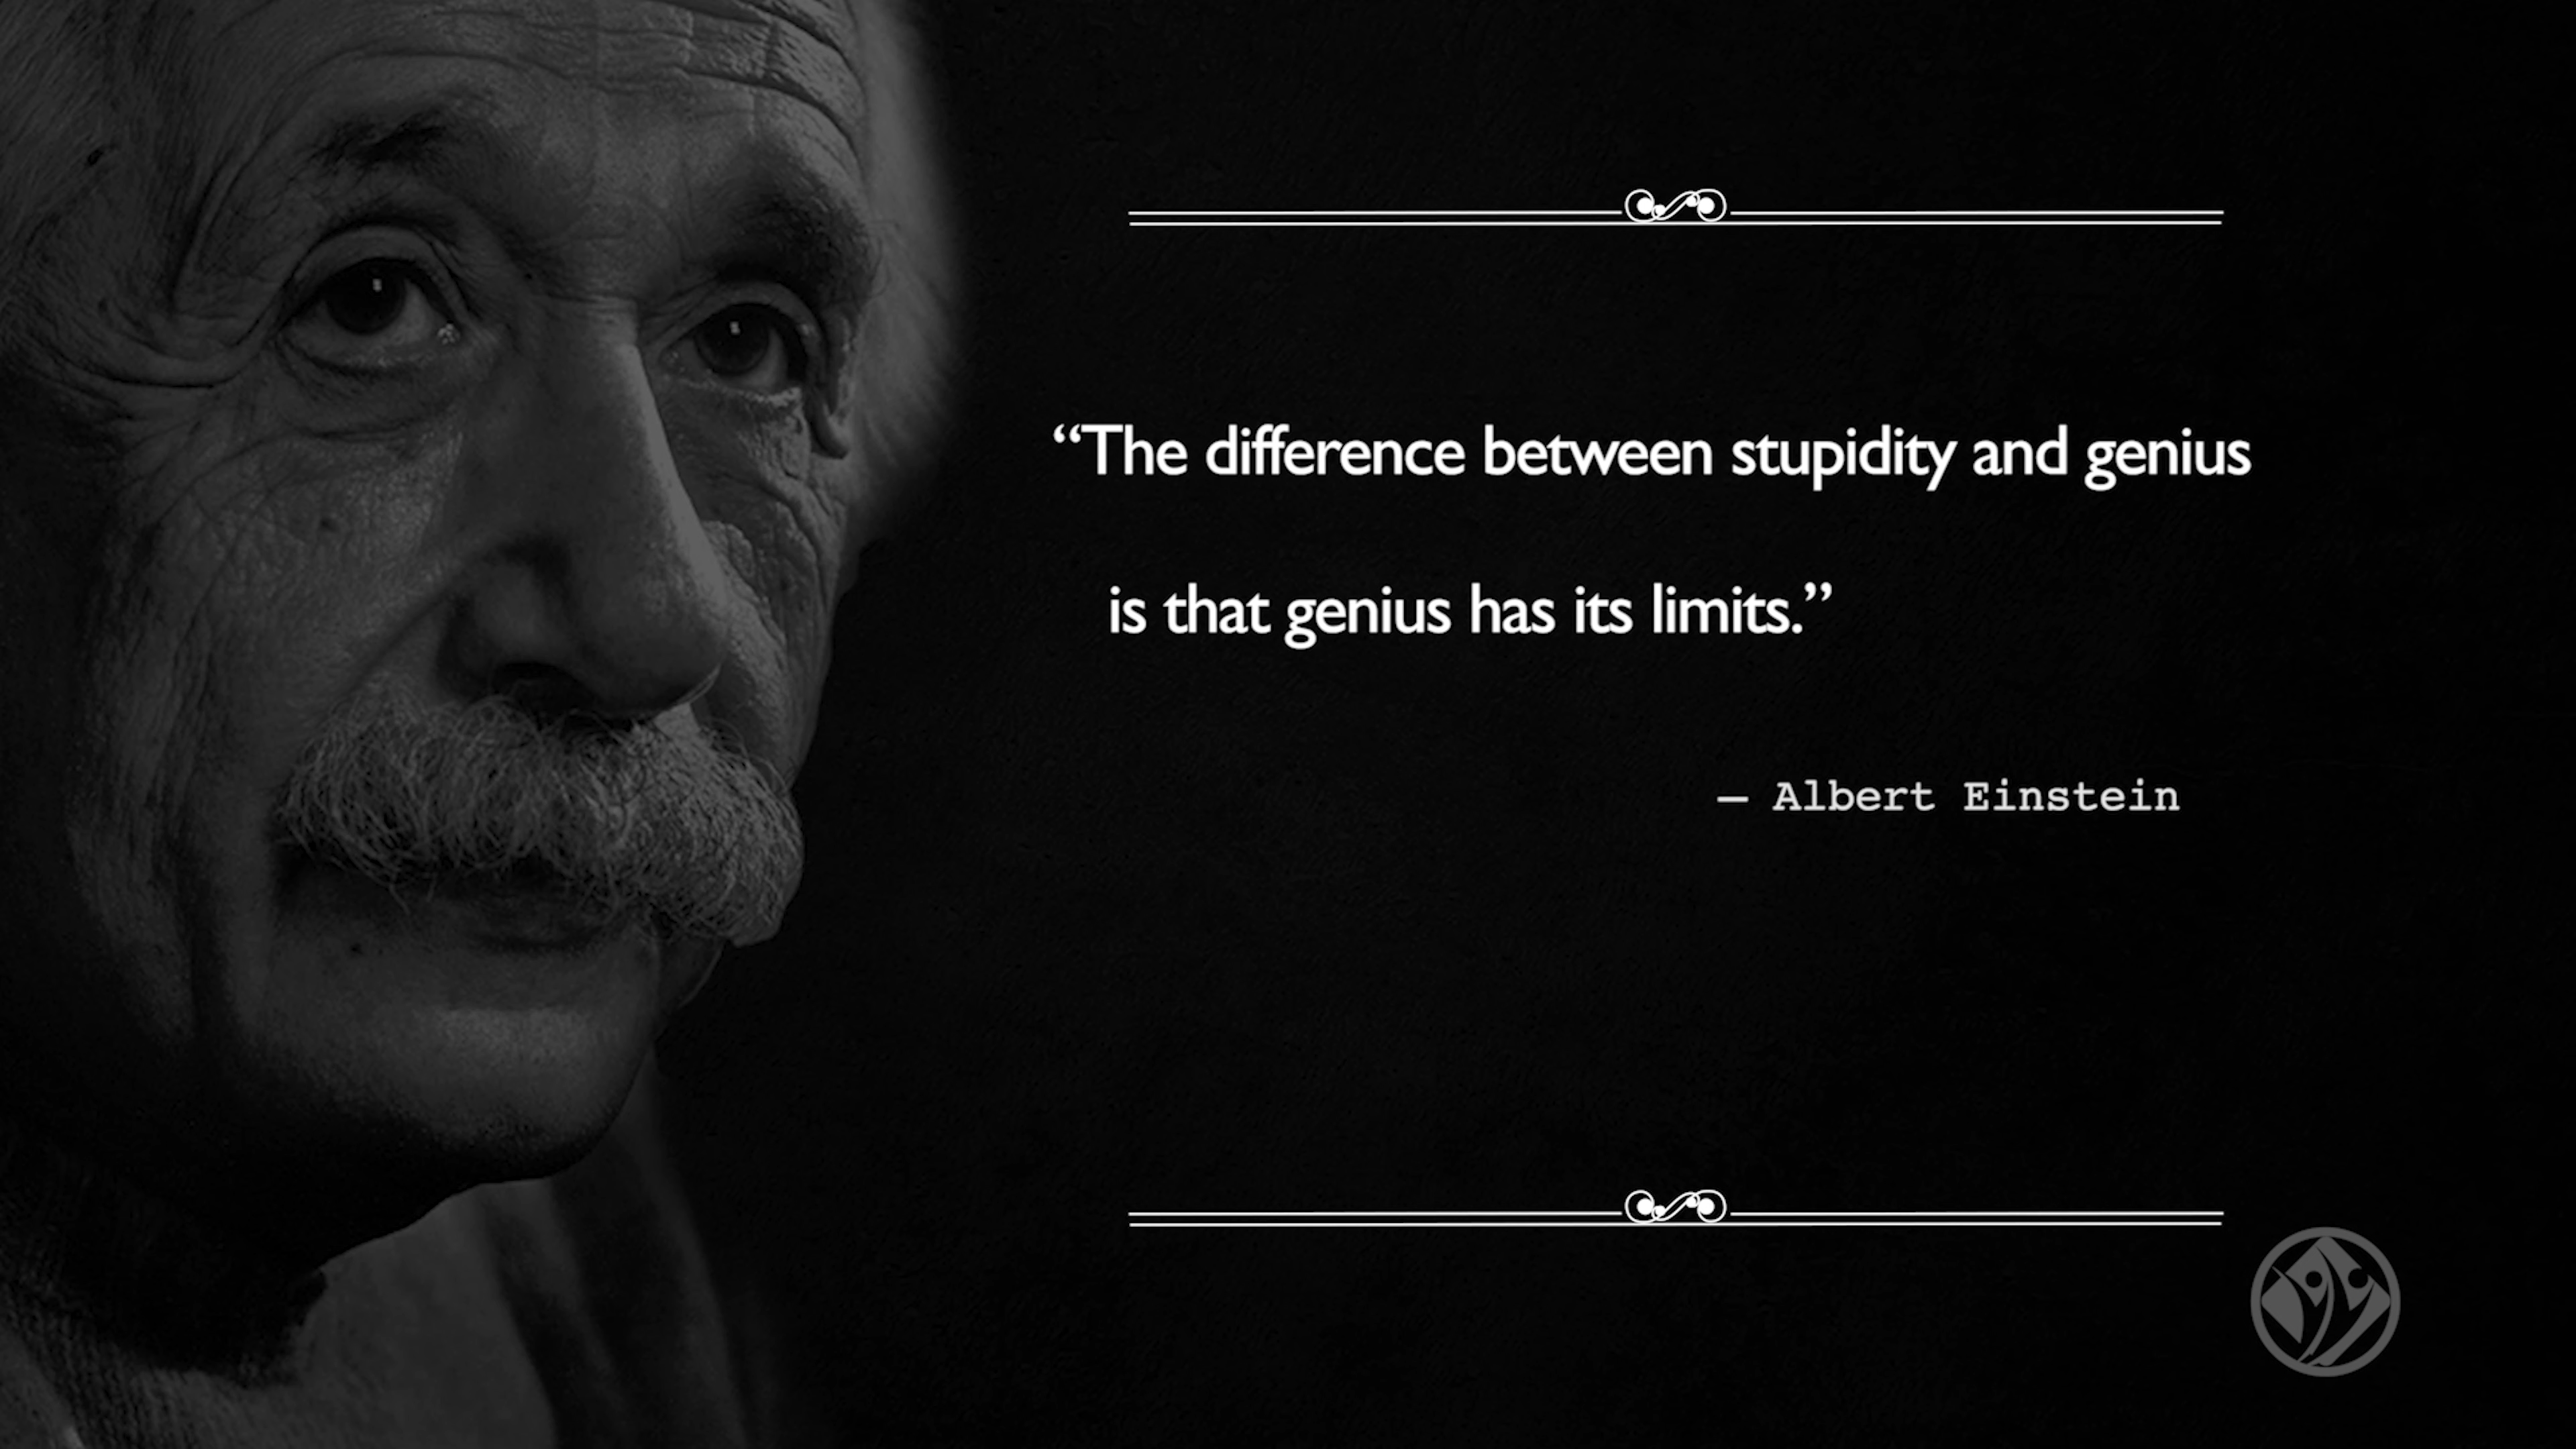 “The difference between stupidity and genius
is that genius has its limits.”
— Albert Einstein